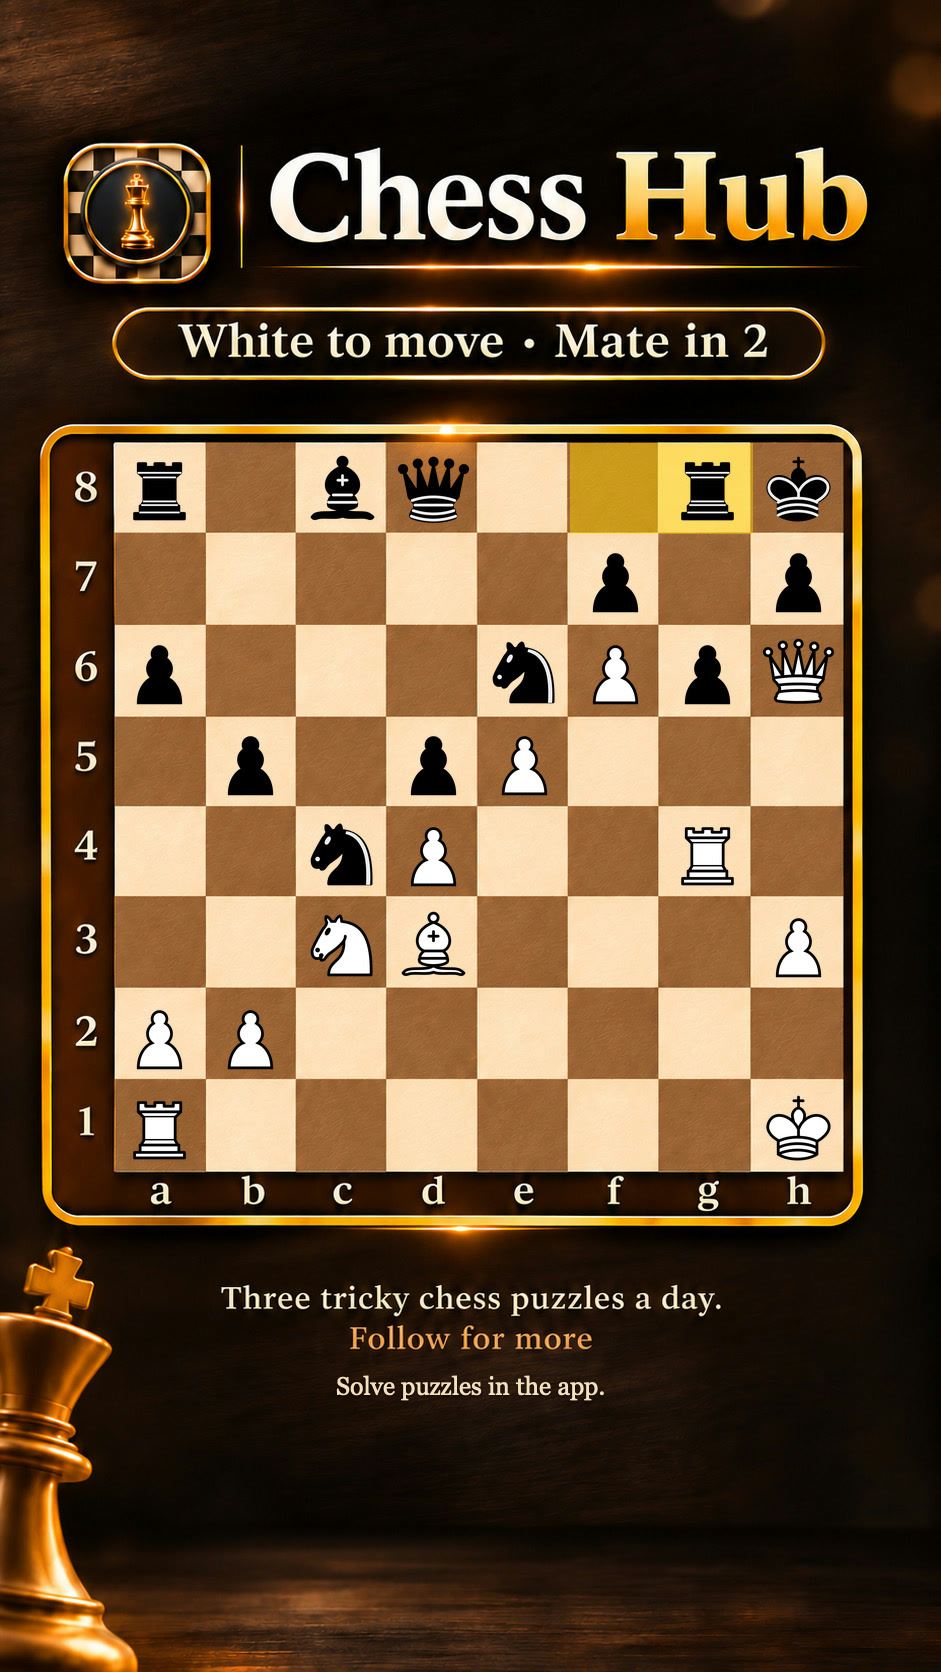 Chess Hub
White to move • Mate in 2
8
7
6
5
4
3
2
1
a b c d e f g h
Three tricky chess puzzles a day.
Follow for more
Solve puzzles in the app.